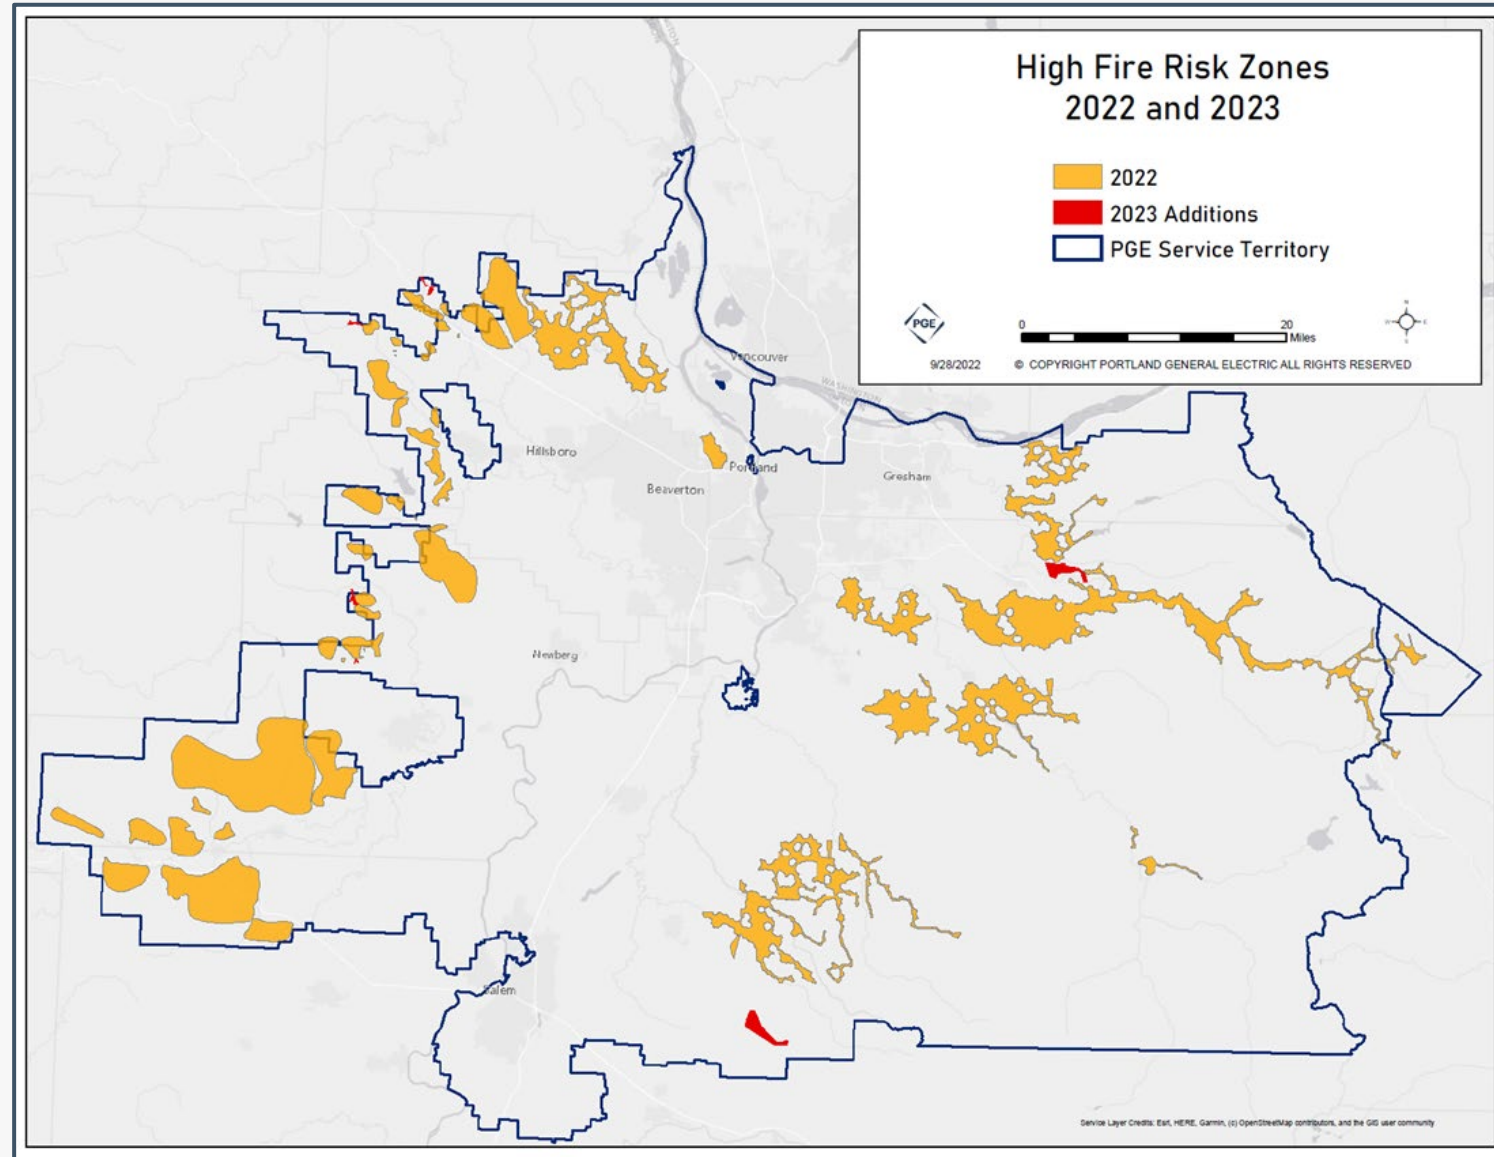 High Fire Risk Zones
2022 and 2023
2022
2023 Additions
PGE Service Territory
PGE
0 20
Miles
N
W E
S
9/28/2022 © COPYRIGHT PORTLAND GENERAL ELECTRIC ALL RIGHTS RESERVED
Vancouver
WASHINGTON
Hillsboro
Portland
Beaverton
Gresham
Newberg
Salem
Service Layer Credits: Esri, HERE, Garmin, (c) OpenStreetMap contributors, and the GIS user community